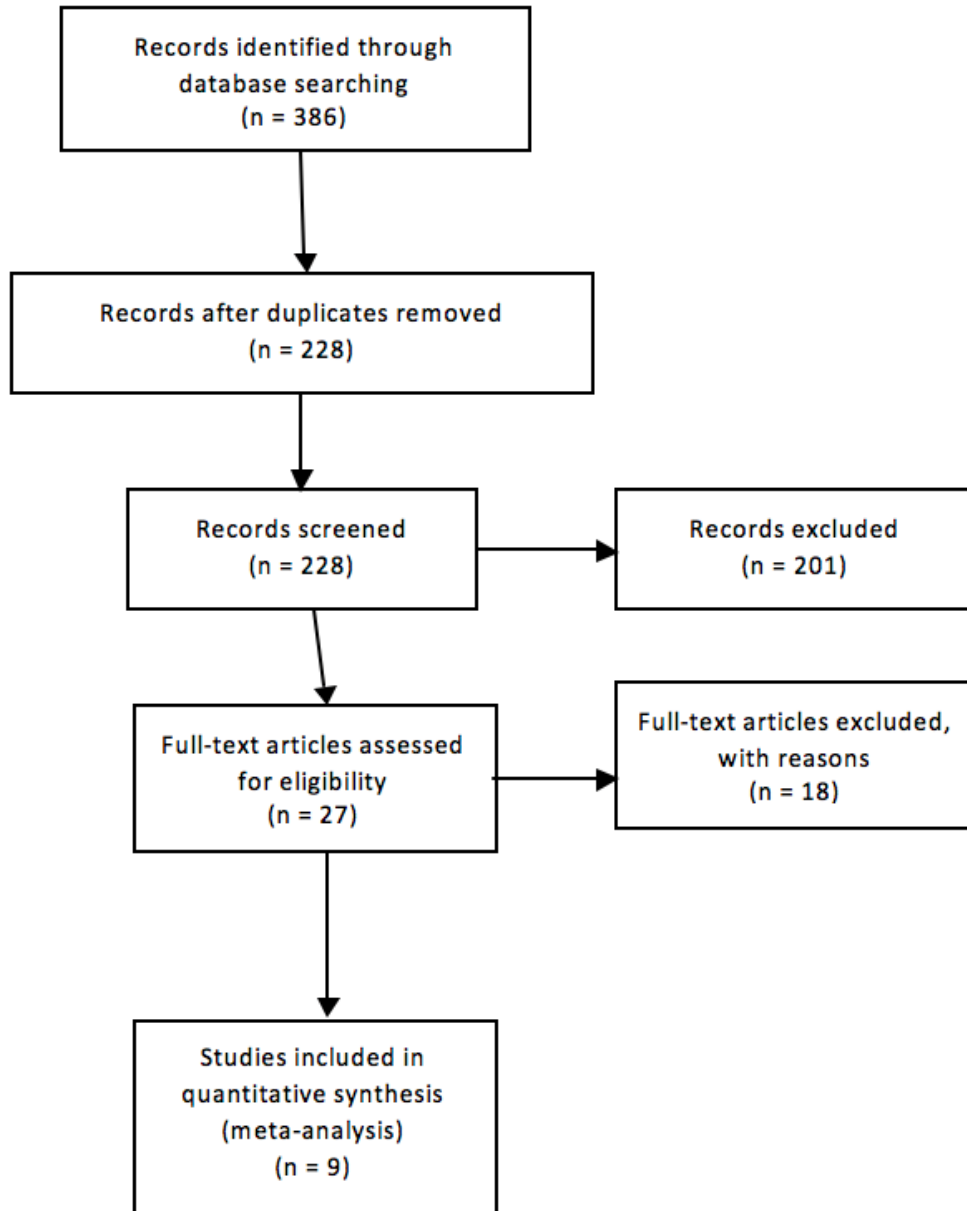 Records identified through
database searching
(n = 386)
Records after duplicates removed
(n = 228)
Records screened
(n = 228)
Records excluded
(n = 201)
Full-text articles assessed
for eligibility
(n = 27)
Full-text articles excluded,
with reasons
(n = 18)
Studies included in
quantitative synthesis
(meta-analysis)
(n = 9)